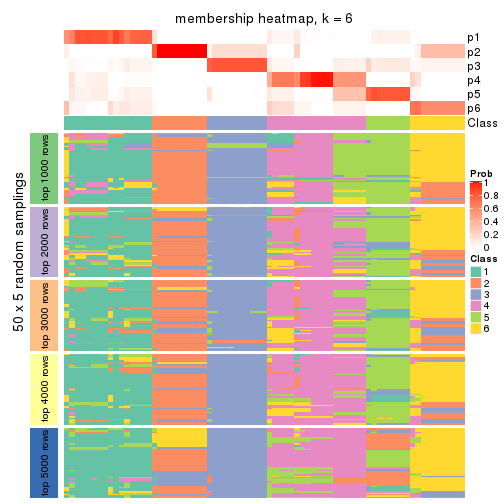 membership heatmap, k = 6
p1
p2
p3
p4
p5
p6
Class
50 x 5 random samplings
top 1000 rows
top 2000 rows
top 3000 rows
top 4000 rows
top 5000 rows
Prob
1
0.8
0.6
0.4
0.2
0
Class
1
2
3
4
5
6